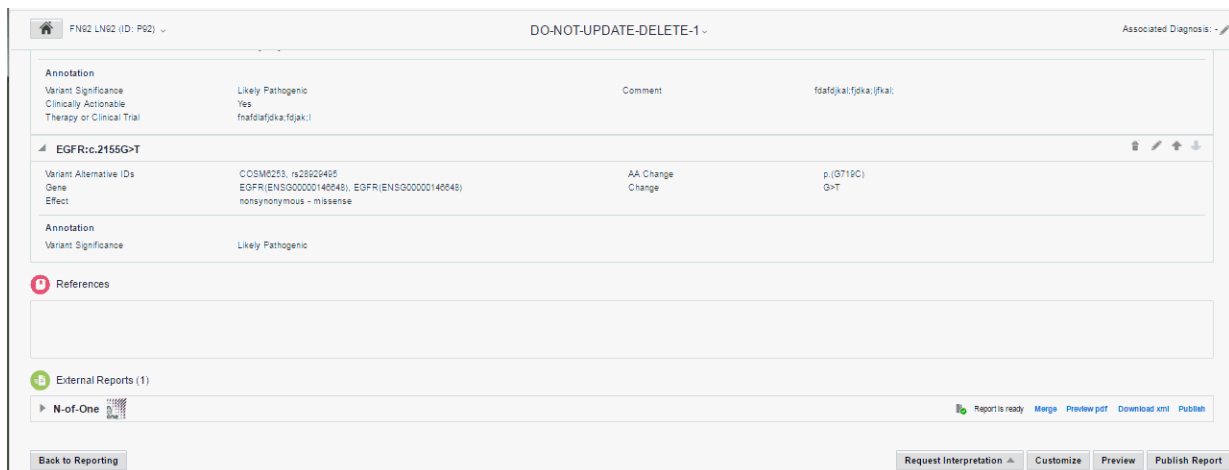 FN92 LN92 (ID: P92) DO-NOT-UPDATE-DELETE-1 Associated Diagnosis: -
Annotation
Variant Significance Likely Pathogenic Comment fdafdjkal;fjdka;ljfkal;
Clinically Actionable Yes
Therapy or Clinical Trial fnafdlafjdka;fdjak;l
EGFR:c.2155G>T
Variant Alternative IDs COSM6253, rs28929495 AA Change p.(G719C)
Gene EGFR(ENSG00000146648), EGFR(ENSG00000146648) Change G>T
Effect nonsynonymous - missense
Annotation
Variant Significance Likely Pathogenic
References
External Reports (1)
N-of-One Report is ready Merge Preview pdf Download xml Publish
Back to Reporting Request Interpretation Customize Preview Publish Report